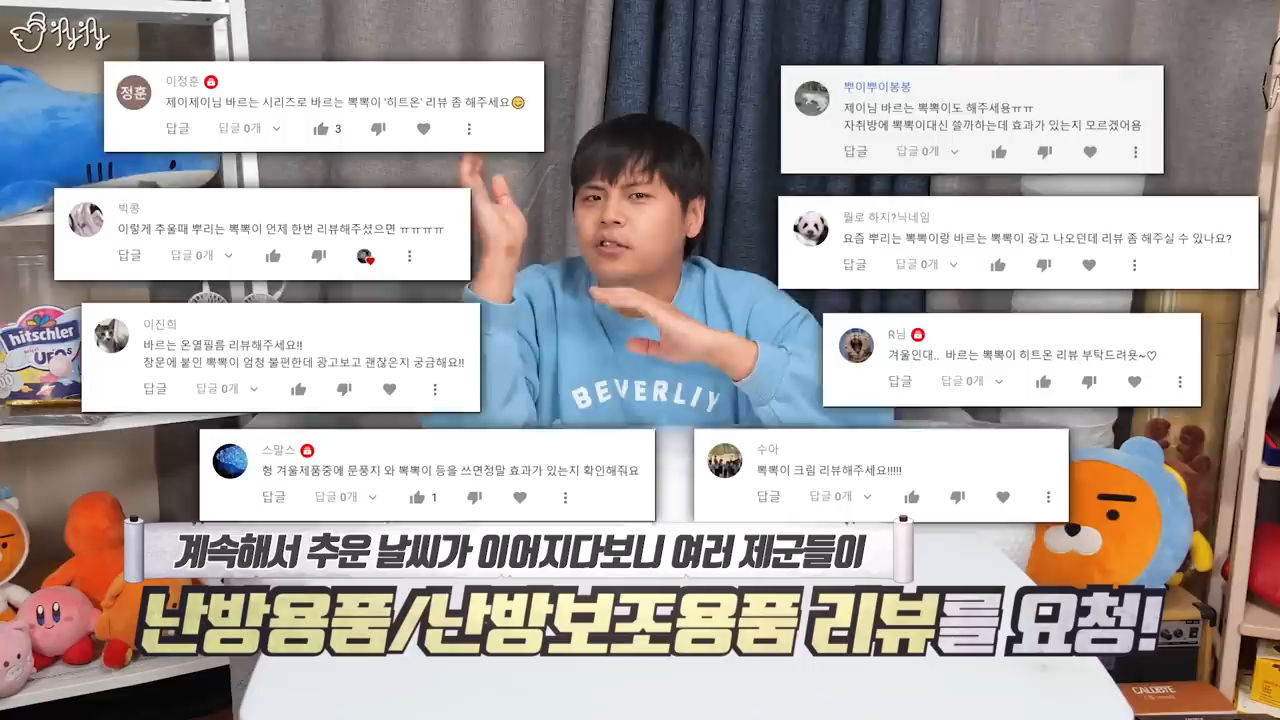 이정훈
정훈
제이제이님 바르는 시리즈로 바르는 뽁뽁이 '히트온' 리뷰 좀 해주세요😊
답글 답글 0개 3
빅콩
이렇게 추울때 뿌리는 뽁뽁이 언제 한번 리뷰해주셨으면 ㅠㅠㅠㅠ
답글 답글 0개
이진희
바르는 온열필름 리뷰해주세요!!
창문에 붙인 뽁뽁이 엄청 불편한데 광고보고 괜찮은지 궁금해요!!
답글 답글 0개
스말스
형 겨울제품중에 문풍지 와 뽁뽁이 등을 쓰면정말 효과가 있는지 확인해줘요
답글 답글 0개 1
뿌이뿌이봉봉
제이님 바르는 뽁뽁이도 해주세용ㅠㅠ
자취방에 뽁뽁이대신 쓸까하는데 효과가 있는지 모르겠어욤
답글 답글 0개
뭘로 하지?닉네임
요즘 뿌리는 뽁뽁이랑 바르는 뽁뽁이 광고 나오던데 리뷰 좀 해주실 수 있나요?
답글 답글 0개
R님
겨울인대.. 바르는 뽁뽁이 히트온 리뷰 부탁드려욧~♡
답글 답글 0개
수아
뽁뽁이 크림 리뷰해주세요!!!!!
답글 답글 0개
hitschler
UFOs
BEVERLIY
계속해서 추운 날씨가 이어지다보니 여러 제군들이
난방용품/난방보조용품 리뷰를 요청!